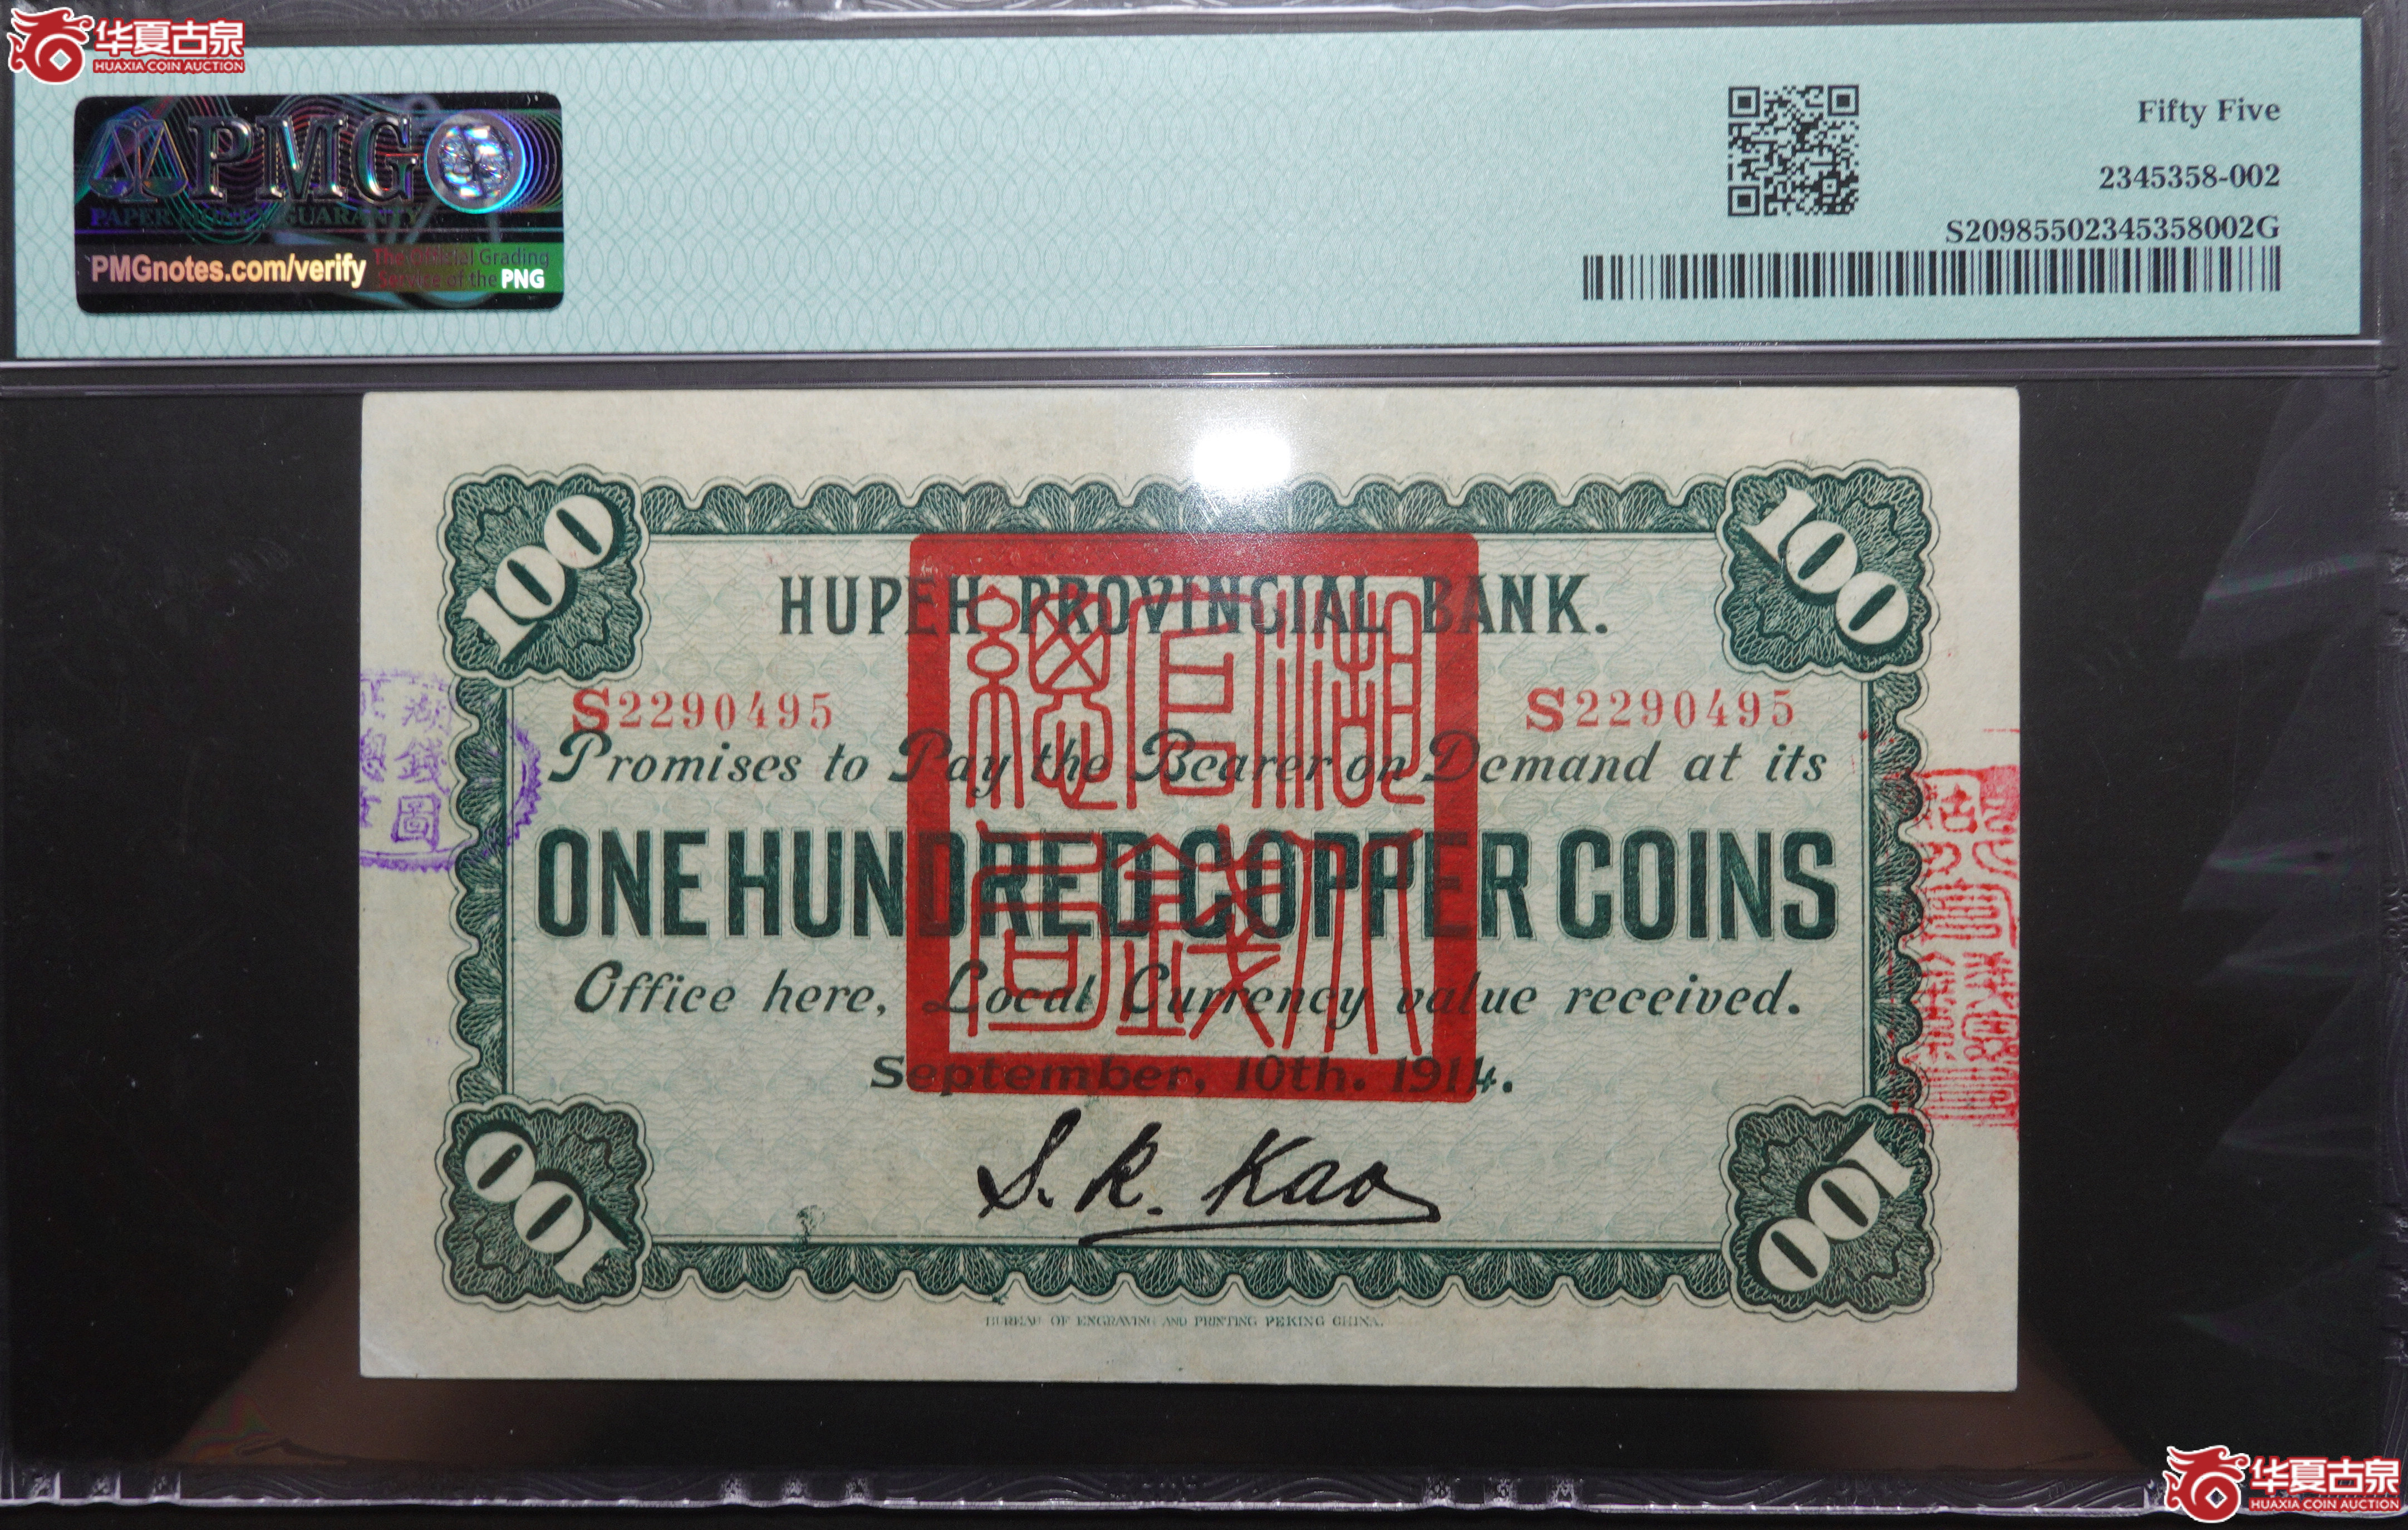 华夏古泉
HUAXIA COIN AUCTION
PMG
PAPER MONEY GUARANTY
PMGnotes.com/verify
The Official Grading
Service of the PNG
Fifty Five
2345358-002
S20985502345358002G
100
100
HUPEH PROVINCIAL BANK.
湖北官錢總局
S2290495
S2290495
Promises to Pay the Bearer on Demand at its
ONE HUNDRED COPPER COINS
Office here, Local Currency value received.
September, 10th. 1914.
S. R. Kao
100
100
BUREAU OF ENGRAVING AND PRINTING PEKING CHINA.
湖
錢
圖
华夏古泉
HUAXIA COIN AUCTION